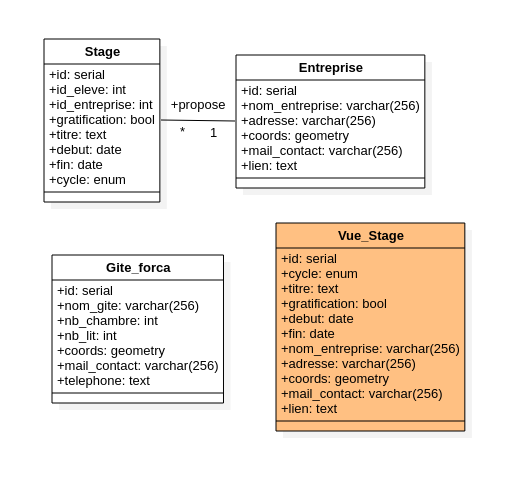 Stage
+id: serial
+id_eleve: int
+id_entreprise: int
+gratification: bool
+titre: text
+debut: date
+fin: date
+cycle: enum
+propose
* 1
Entreprise
+id: serial
+nom_entreprise: varchar(256)
+adresse: varchar(256)
+coords: geometry
+mail_contact: varchar(256)
+lien: text
Gite_forca
+id: serial
+nom_gite: varchar(256)
+nb_chambre: int
+nb_lit: int
+coords: geometry
+mail_contact: varchar(256)
+telephone: text
Vue_Stage
+id: serial
+cycle: enum
+titre: text
+gratification: bool
+debut: date
+fin: date
+nom_entreprise: varchar(256)
+adresse: varchar(256)
+coords: geometry
+mail_contact: varchar(256)
+lien: text